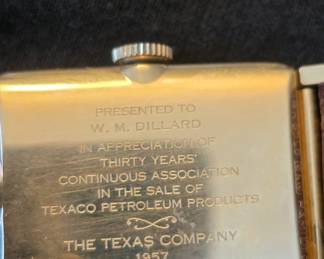 PRESENTED TO
W. M. DILLARD
IN APPRECIATION OF
THIRTY YEARS'
CONTINUOUS ASSOCIATION
IN THE SALE OF
TEXACO PETROLEUM PRODUCTS
THE TEXAS COMPANY
1957